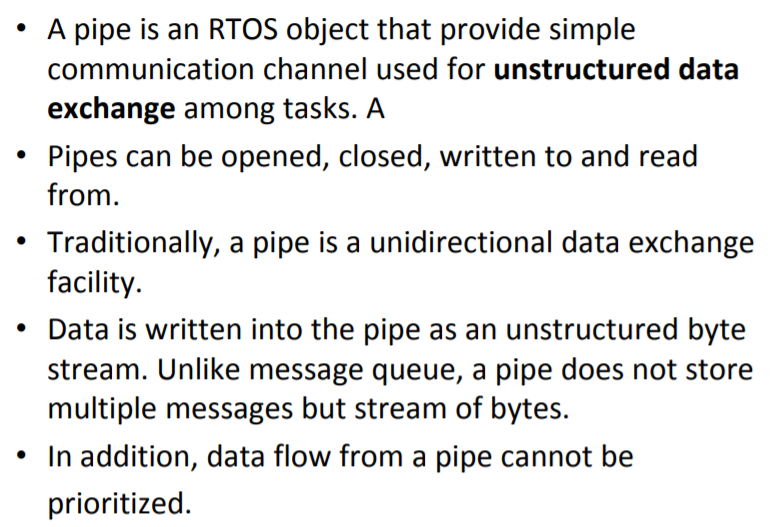 • A pipe is an RTOS object that provide simple
communication channel used for unstructured data
exchange among tasks. A
• Pipes can be opened, closed, written to and read
from.
• Traditionally, a pipe is a unidirectional data exchange
facility.
• Data is written into the pipe as an unstructured byte
stream. Unlike message queue, a pipe does not store
multiple messages but stream of bytes.
• In addition, data flow from a pipe cannot be
prioritized.